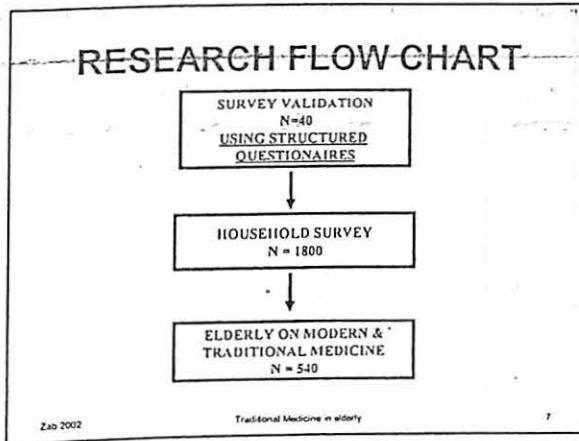 RESEARCH FLOW CHART
SURVEY VALIDATION
N=40
USING STRUCTURED
QUESTIONAIRES
HOUSEHOLD SURVEY
N = 1800
ELDERLY ON MODERN &
TRADITIONAL MEDICINE
N = 540
Zab 2002
Traditional Medicine in elderly
7